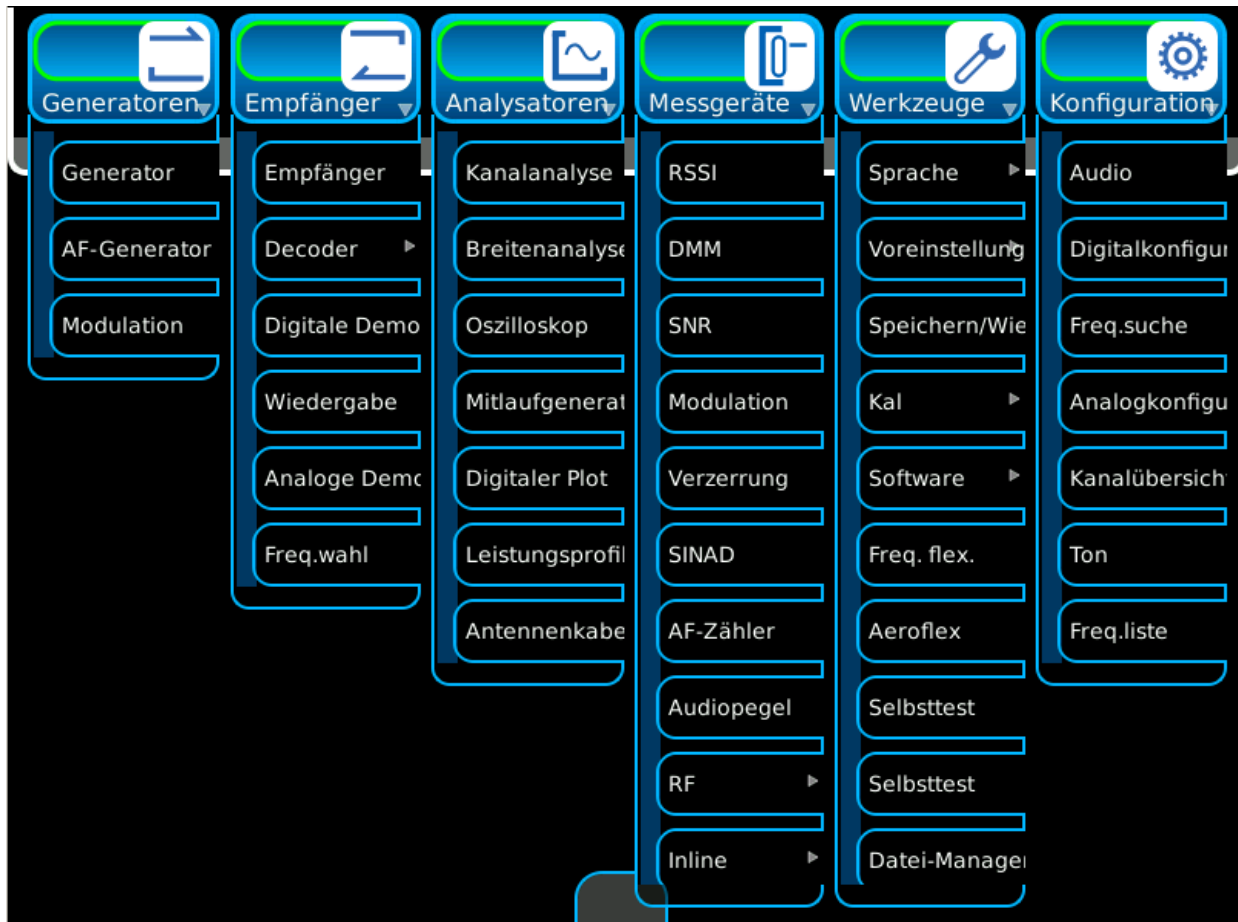 Generatoren
Generator
AF-Generator
Modulation
Empfänger
Empfänger
Decoder
Digitale Demo
Wiedergabe
Analoge Demo
Freq.wahl
Analysatoren
Kanalanalyse
Breitenanalyse
Oszilloskop
Mitlaufgenerat
Digitaler Plot
Leistungsprofil
Antennenkabe
Messgeräte
RSSI
DMM
SNR
Modulation
Verzerrung
SINAD
AF-Zähler
Audiopegel
RF
Inline
Werkzeuge
Sprache
Voreinstellung
Speichern/Wie
Kal
Software
Freq. flex.
Aeroflex
Selbsttest
Selbsttest
Datei-Manager
Konfiguration
Audio
Digitalkonfigur
Freq.suche
Analogkonfigu
Kanalübersich
Ton
Freq.liste